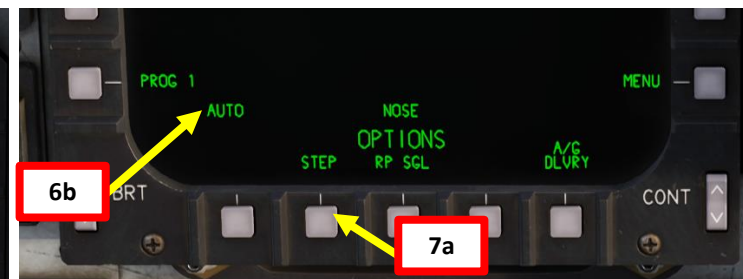 PROG 1
MENU
AUTO
NOSE
OPTIONS
STEP
RP SGL
A/G
DLVRY
6b
BRT
CONT
7a